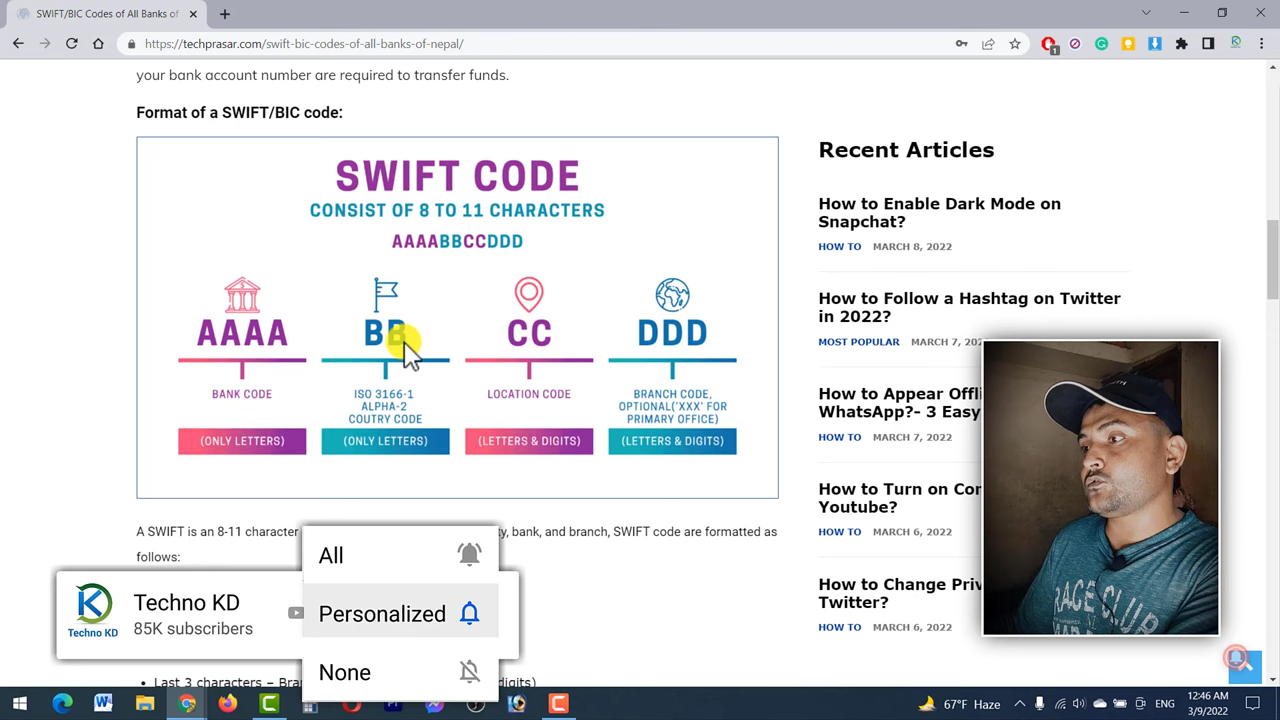 SWIFT/BIC Codes of All Banks of
https://techprasar.com/swift-bic-codes-of-all-banks-of-nepal/
1
your bank account number are required to transfer funds.
Format of a SWIFT/BIC code:
SWIFT CODE
CONSIST OF 8 TO 11 CHARACTERS
AAAABBCCDDD
AAAA
BANK CODE
(ONLY LETTERS)
BB
ISO 3166-1
ALPHA-2
COUTRY CODE
(ONLY LETTERS)
CC
LOCATION CODE
(LETTERS & DIGITS)
DDD
BRANCH CODE,
OPTIONAL('XXX' FOR
PRIMARY OFFICE)
(LETTERS & DIGITS)
A SWIFT is an 8-11 character
bank, and branch, SWIFT code are formatted as
follows:
Recent Articles
How to Enable Dark Mode on
Snapchat?
HOW TO MARCH 8, 2022
How to Follow a Hashtag on Twitter
in 2022?
MOST POPULAR MARCH 7, 202
How to Appear Offli
WhatsApp?- 3 Easy
HOW TO MARCH 7, 2022
How to Turn on Co
Youtube?
HOW TO MARCH 6, 2022
How to Change Pri
Twitter?
HOW TO MARCH 6, 2022
All
Techno KD
85K subscribers
Techno KD
Personalized
None
Last 3 characters – Bra
digits)
RACE CLUB
67°F Haze
ENG
12:46 AM
3/9/2022